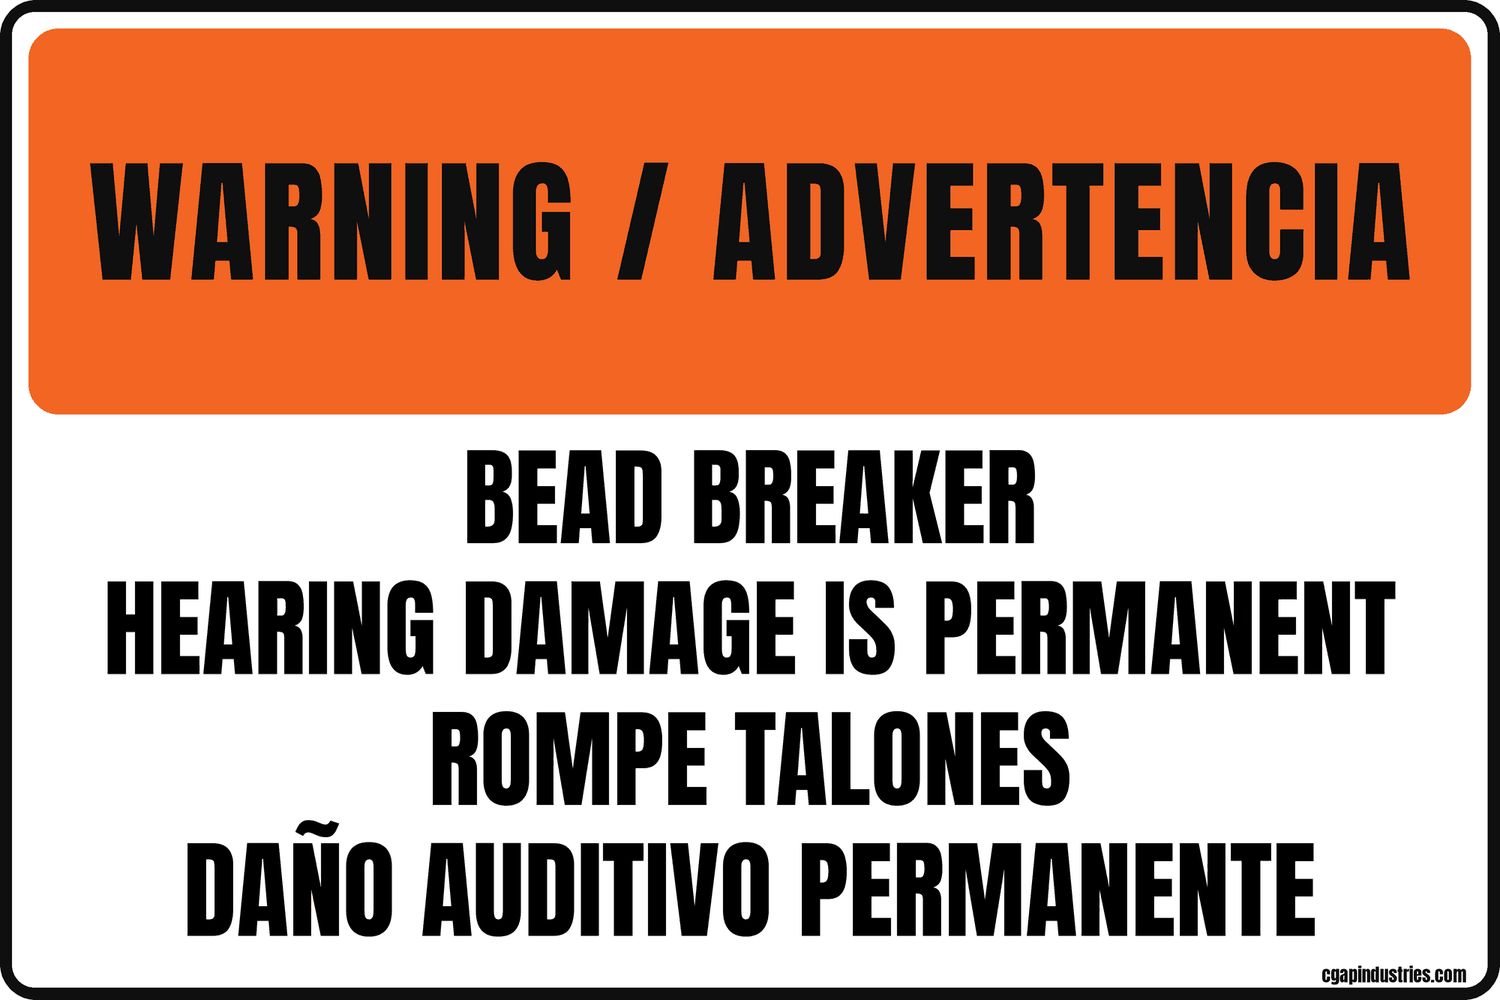 WARNING / ADVERTENCIA
BEAD BREAKER
HEARING DAMAGE IS PERMANENT
ROMPE TALONES
DAÑO AUDITIVO PERMANENTE
cgapindustries.com